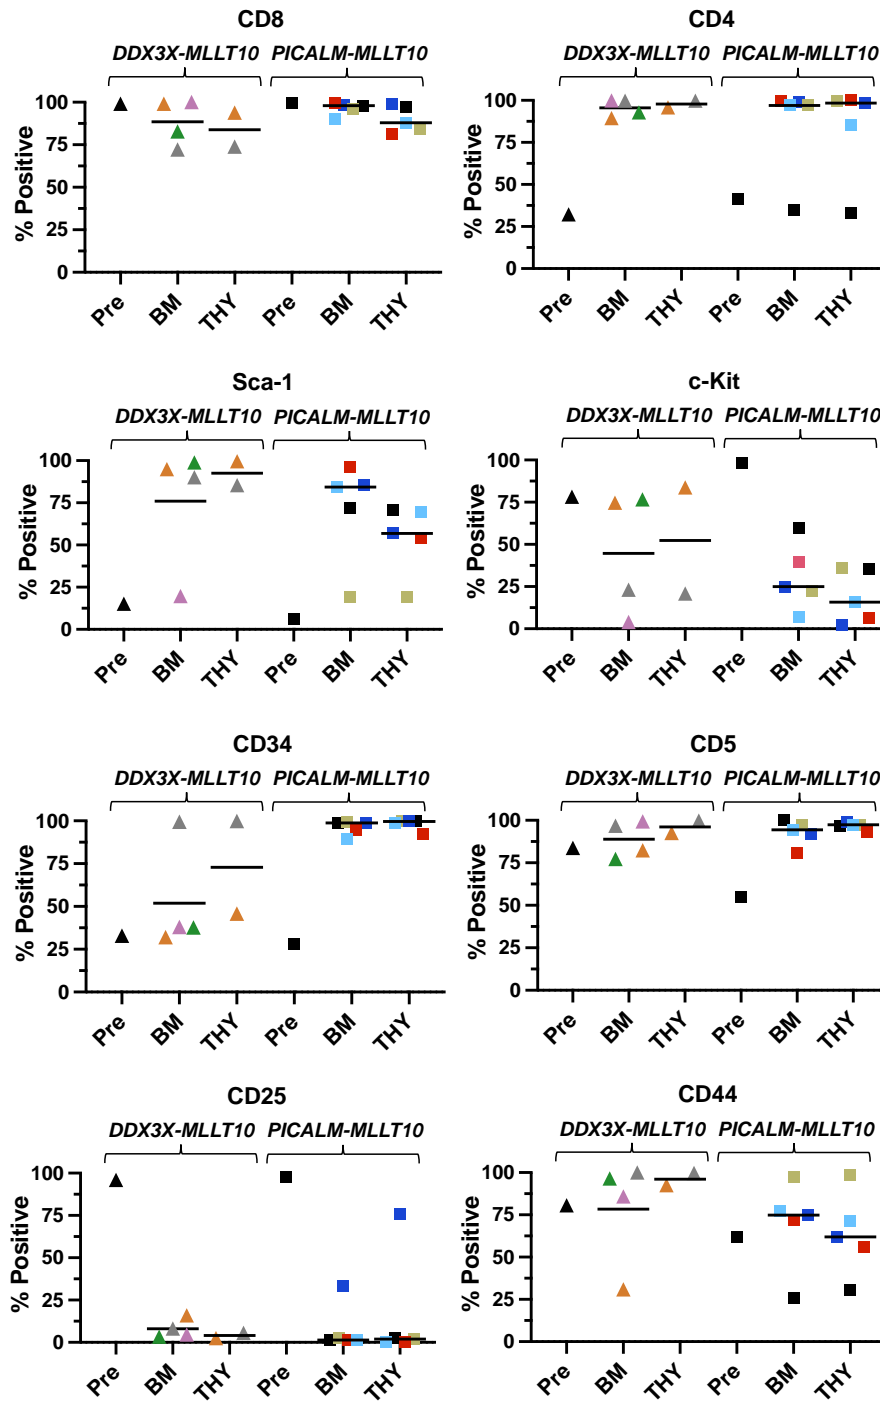 CD8
DDX3X-MLLT10 PICALM-MLLT10
% Positive
100
75
50
25
0
Pre BM THY Pre BM THY
CD4
DDX3X-MLLT10 PICALM-MLLT10
% Positive
100
75
50
25
0
Pre BM THY Pre BM THY
Sca-1
DDX3X-MLLT10 PICALM-MLLT10
% Positive
100
75
50
25
0
Pre BM THY Pre BM THY
c-Kit
DDX3X-MLLT10 PICALM-MLLT10
% Positive
100
75
50
25
0
Pre BM THY Pre BM THY
CD34
DDX3X-MLLT10 PICALM-MLLT10
% Positive
100
75
50
25
0
Pre BM THY Pre BM THY
CD5
DDX3X-MLLT10 PICALM-MLLT10
% Positive
100
75
50
25
0
Pre BM THY Pre BM THY
CD25
DDX3X-MLLT10 PICALM-MLLT10
% Positive
100
75
50
25
0
Pre BM THY Pre BM THY
CD44
DDX3X-MLLT10 PICALM-MLLT10
% Positive
100
75
50
25
0
Pre BM THY Pre BM THY